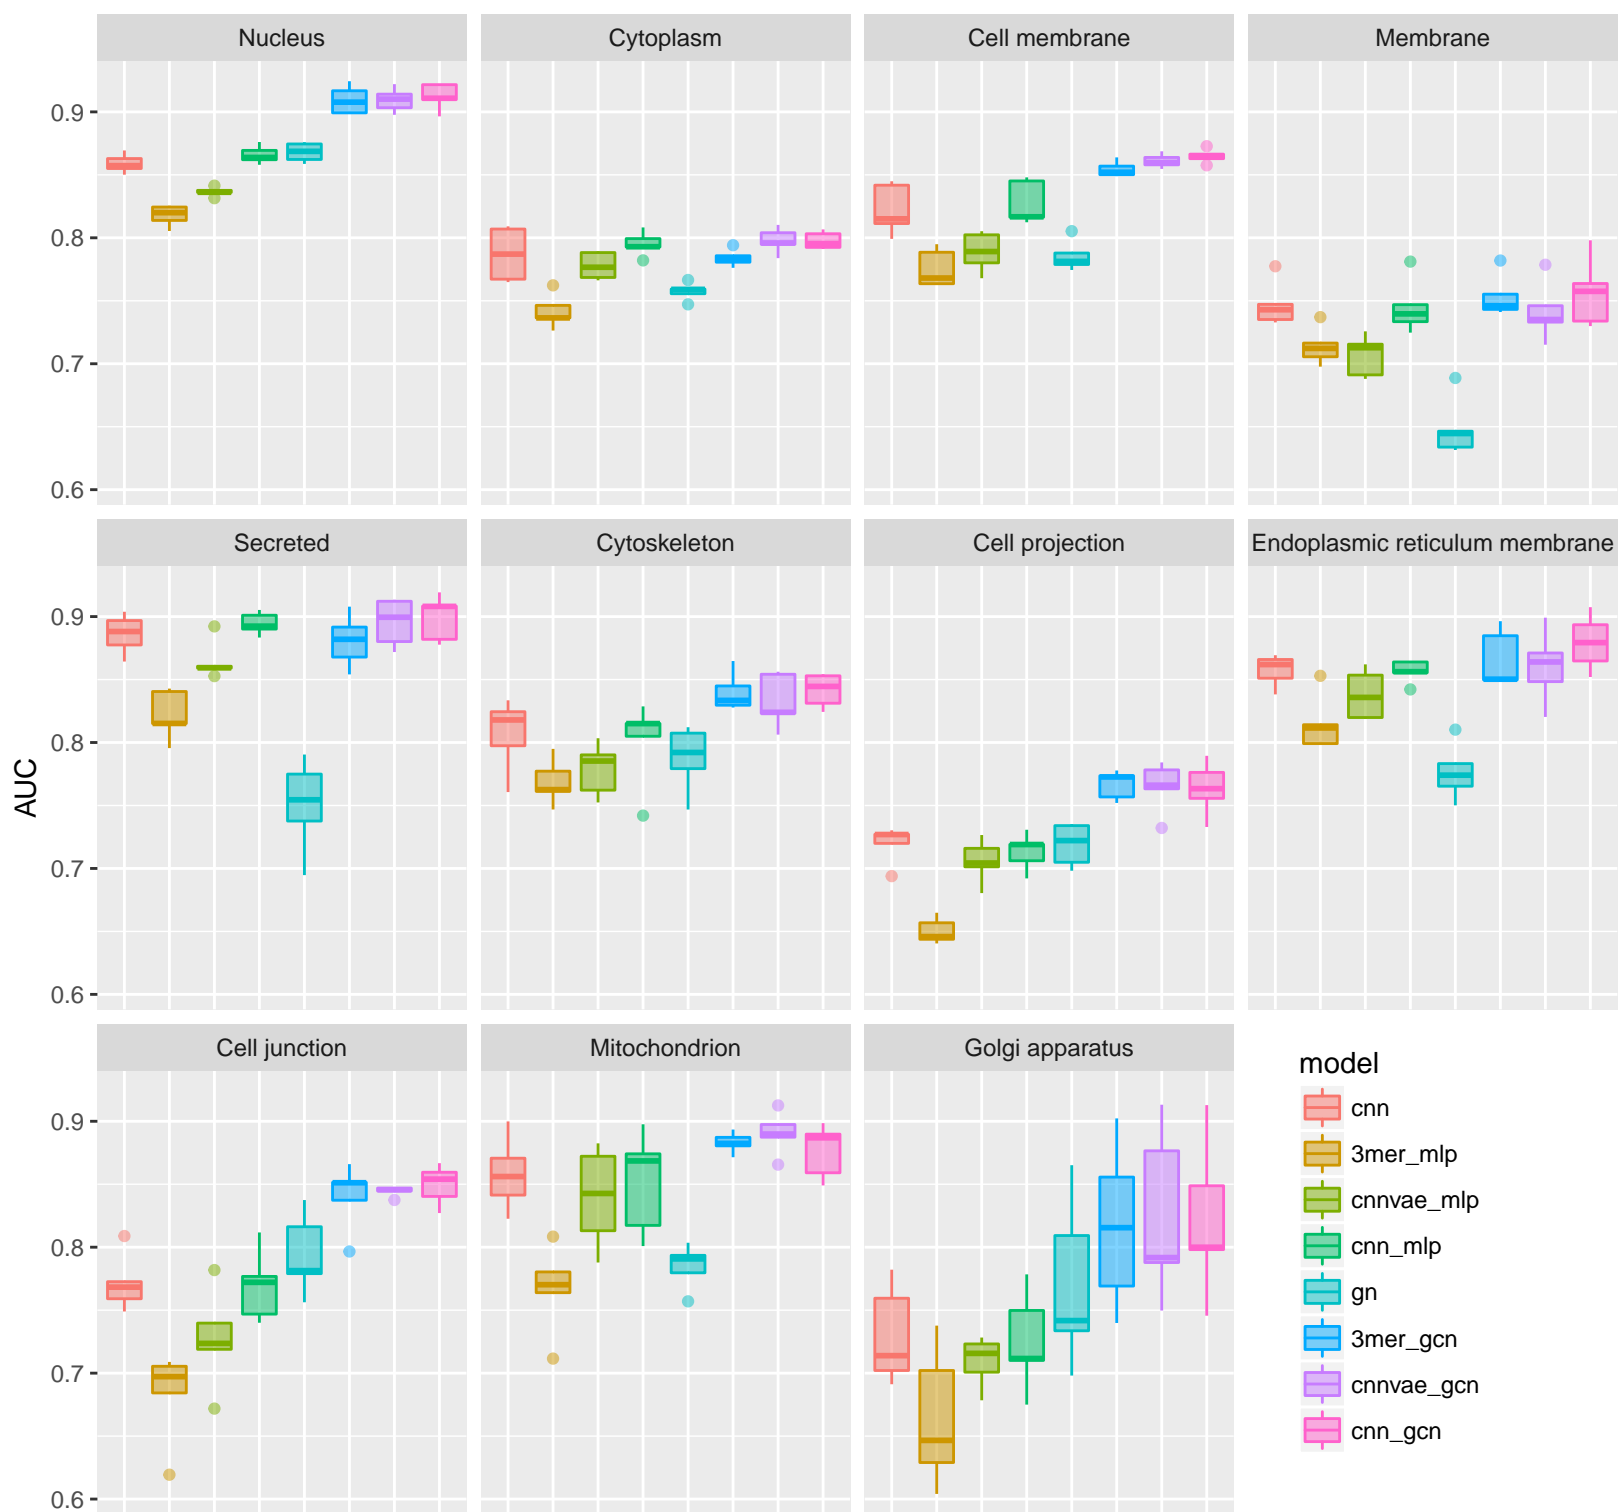 Nucleus
Cytoplasm
Cell membrane
Membrane
0.9
0.8
0.7
0.6
Secreted
Cytoskeleton
Cell projection
Endoplasmic reticulum membrane
0.9
0.8
0.7
0.6
AUC
Cell junction
Mitochondrion
Golgi apparatus
0.9
0.8
0.7
0.6
model
cnn
3mer_mlp
cnnvae_mlp
cnn_mlp
gn
3mer_gcn
cnnvae_gcn
cnn_gcn